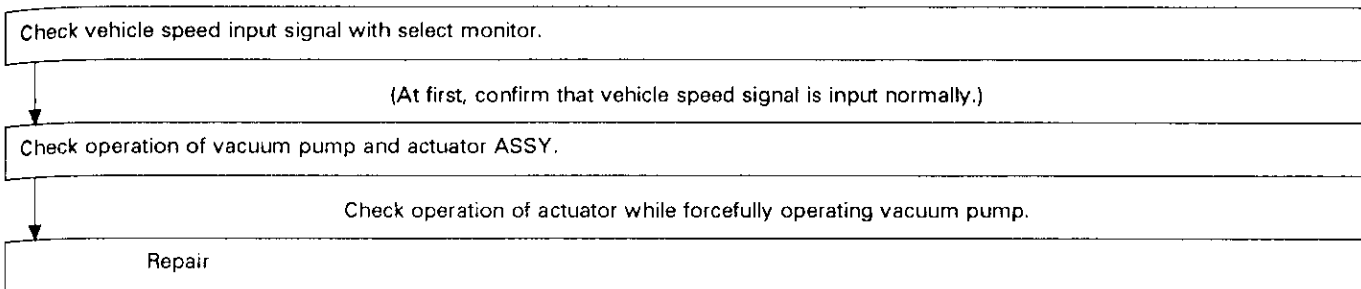 Check vehicle speed input signal with select monitor.
(At first, confirm that vehicle speed signal is input normally.)
Check operation of vacuum pump and actuator ASSY.
Check operation of actuator while forcefully operating vacuum pump.
Repair